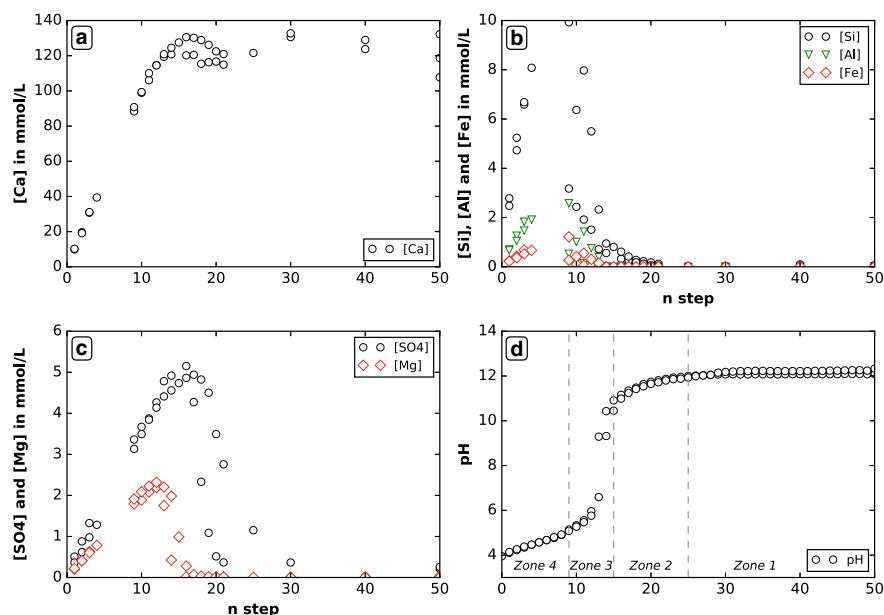 a
[Ca] in mmol/L
140
120
100
80
60
40
20
0
0 10 20 30 40 50
[Ca]
b
[Si], [Al] and [Fe] in mmol/L
10
8
6
4
2
0
0 10 20 30 40 50
n step
[Si]
[Al]
[Fe]
c
[SO4] and [Mg] in mmol/L
6
5
4
3
2
1
0
0 10 20 30 40 50
n step
[SO4]
[Mg]
d
pH
14
12
10
8
6
4
Zone 4 Zone 3 Zone 2 Zone 1
pH
0 10 20 30 40 50
n step